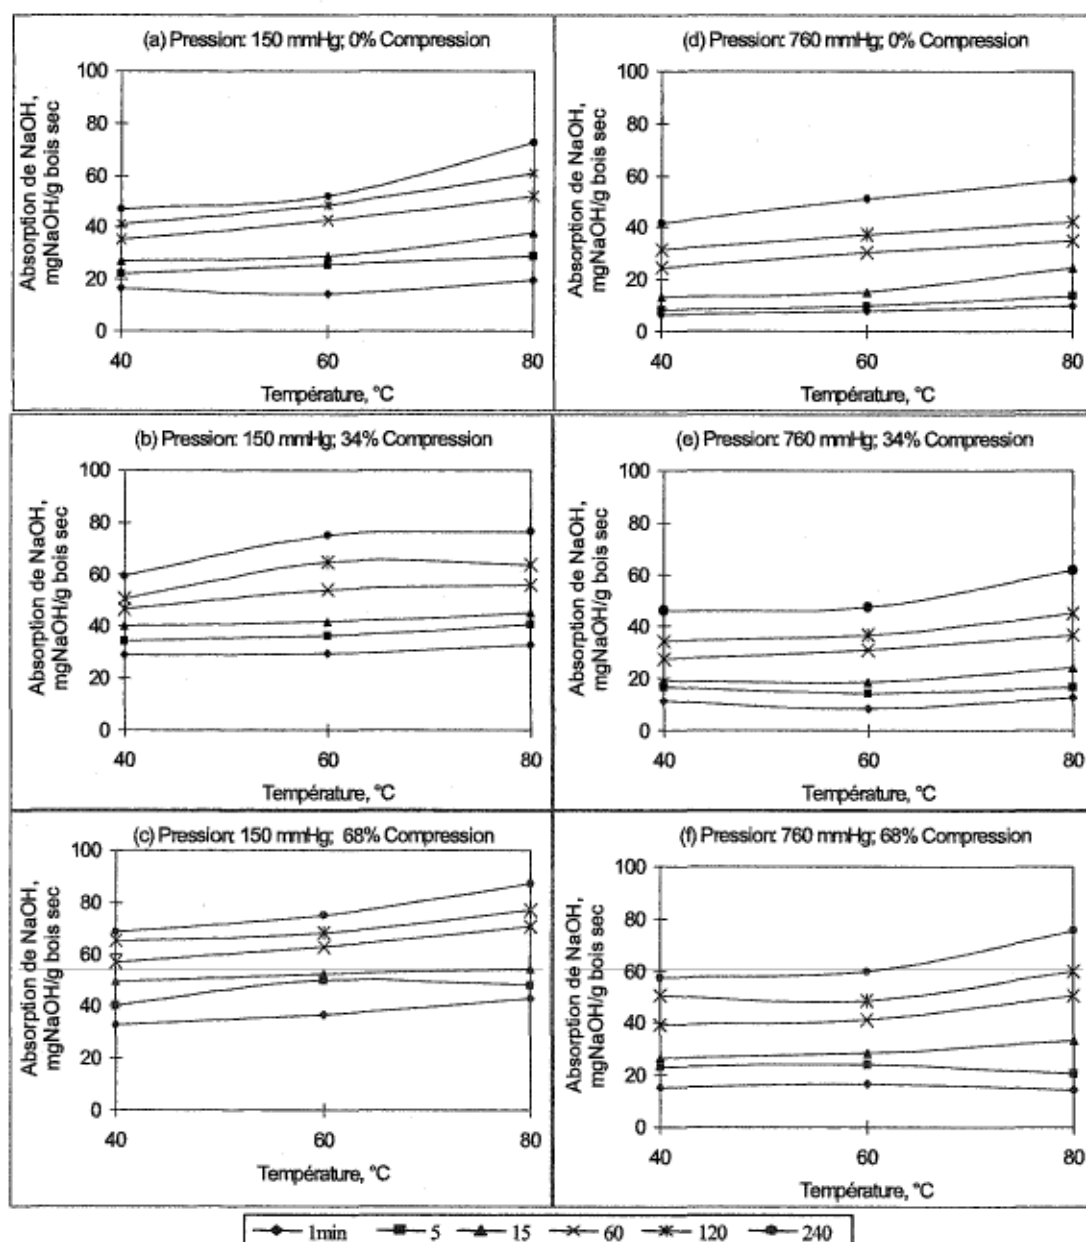 (a) Pression: 150 mmHg; 0% Compression
Absorption de NaOH,
mgNaOH/g bois sec
100
80
60
40
20
0
40 60 80
Température, °C
(d) Pression: 760 mmHg; 0% Compression
Absorption de NaOH,
mgNaOH/g bois sec
100
80
60
40
20
0
40 60 80
Température, °C
(b) Pression: 150 mmHg; 34% Compression
Absorption de NaOH,
mgNaOH/g bois sec
100
80
60
40
20
0
40 60 80
Température, °C
(e) Pression: 760 mmHg; 34% Compression
Absorption de NaOH,
mgNaOH/g bois sec
100
80
60
40
20
0
40 60 80
Température, °C
(c) Pression: 150 mmHg; 68% Compression
Absorption de NaOH,
mgNaOH/g bois sec
100
80
60
40
20
0
40 60 80
Température, °C
(f) Pression: 760 mmHg; 68% Compression
Absorption de NaOH,
mgNaOH/g bois sec
100
80
60
40
20
0
40 60 80
Température, °C
1min 5 15 60 120 240